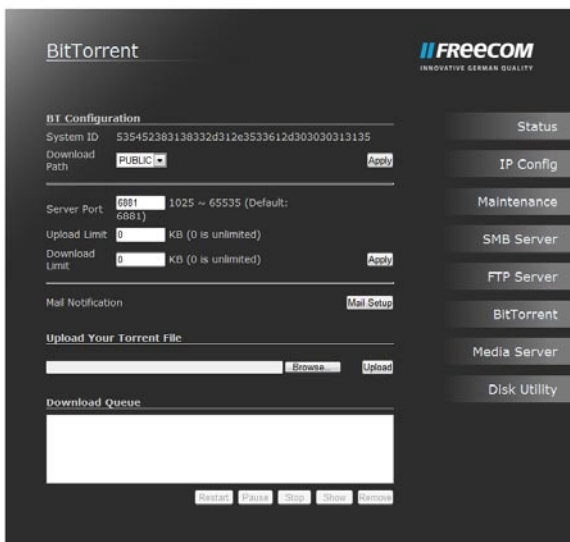 BitTorrent
FREECOM
INNOVATIVE GERMAN QUALITY
BT Configuration
System ID 535452383138332d312e3533612d303030313135
Download Path PUBLIC Apply
Server Port 6881 1025 ~ 65535 (Default: 6881)
Upload Limit 0 KB (0 is unlimited)
Download Limit 0 KB (0 is unlimited) Apply
Mail Notification Mail Setup
Upload Your Torrent File
Browse... Upload
Download Queue
Restart Pause Stop Show Remove
Status
IP Config
Maintenance
SMB Server
FTP Server
BitTorrent
Media Server
Disk Utility